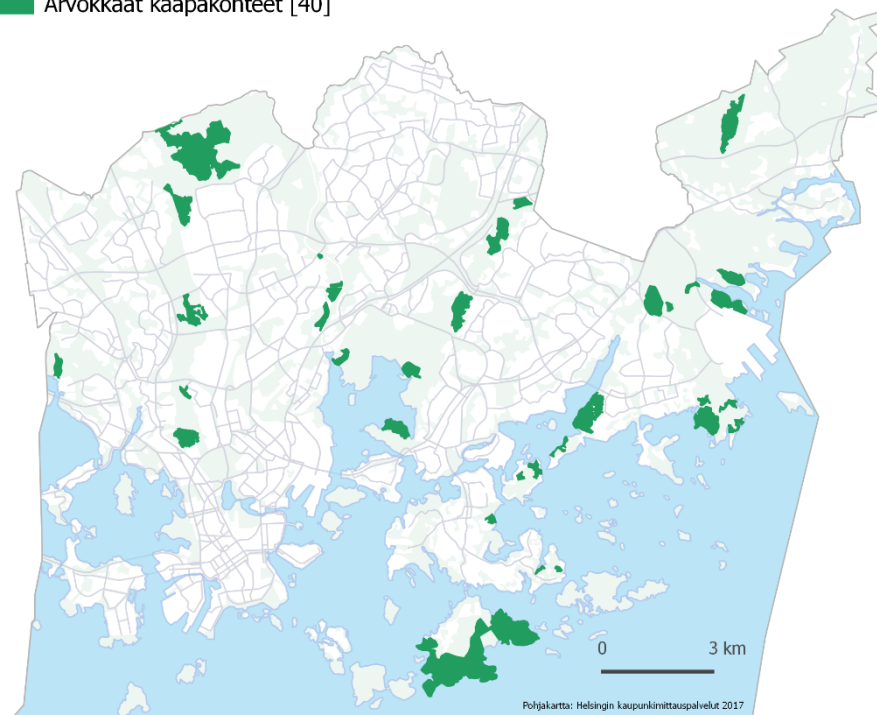 Arvokkaat kääpäkohteet [40]
0 3 km
Pohjakartta: Helsingin kaupunkimittauspalvelut 2017